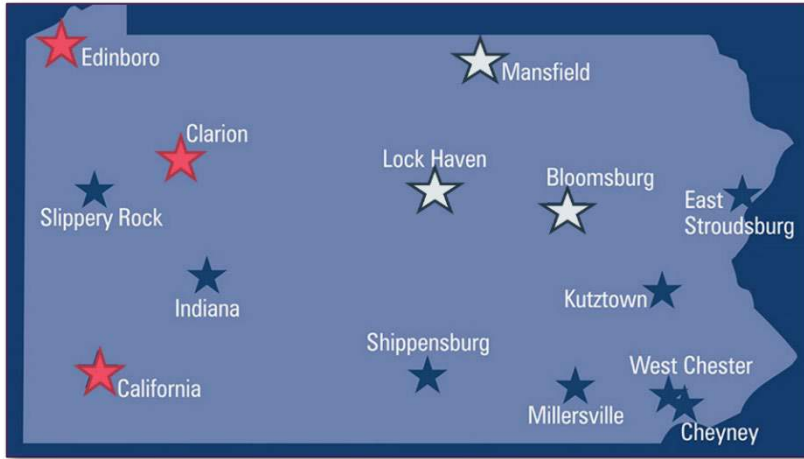 Edinboro
Mansfield
Clarion
Lock Haven
Bloomsburg
Slippery Rock
East
Stroudsburg
Indiana
Kutztown
Shippensburg
California
West Chester
Millersville
Cheyney